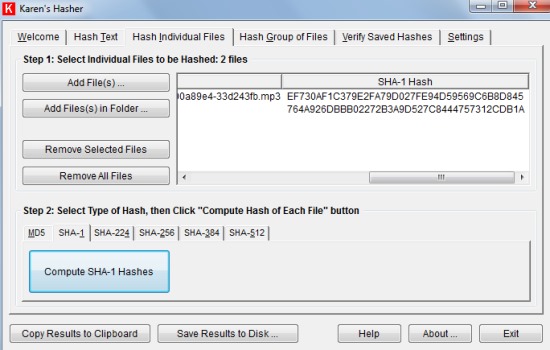 K Karen's Hasher
Welcome Hash Text Hash Individual Files Hash Group of Files Verify Saved Hashes Settings
Step 1: Select Individual Files to be Hashed: 2 files
Add File(s) ...
Add Files(s) in Folder ...
Remove Selected Files
Remove All Files
SHA-1 Hash
00a89e4-33d243fb.mp3 EF730AF1C379E2FA79D027FE94D59569C6B8D845
764A926DBBB02272B3A9D527C8444757312CDB1A
Step 2: Select Type of Hash, then Click "Compute Hash of Each File" button
MD5 SHA-1 SHA-224 SHA-256 SHA-384 SHA-512
Compute SHA-1 Hashes
Copy Results to Clipboard Save Results to Disk ... Help About ... Exit